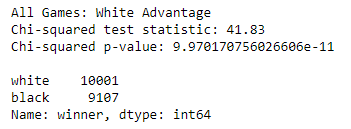 All Games: White Advantage
Chi-squared test statistic: 41.83
Chi-squared p-value: 9.970170756026606e-11
white    10001
black     9107
Name: winner, dtype: int64